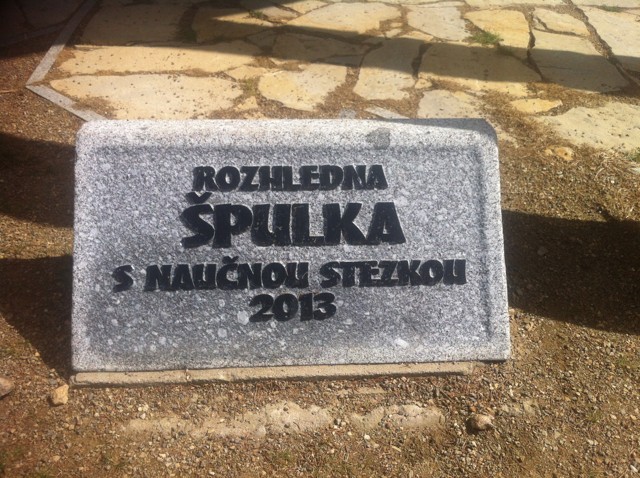 ROZHLEDNA
ŠPULKA
S NAUČNOU STEZKOU
2013